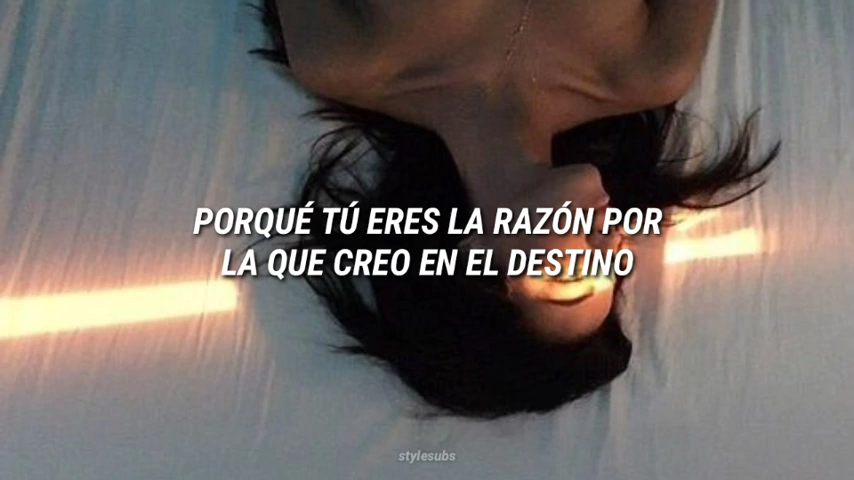 PORQUÉ TÚ ERES LA RAZÓN POR
LA QUE CREO EN EL DESTINO
stylesubs